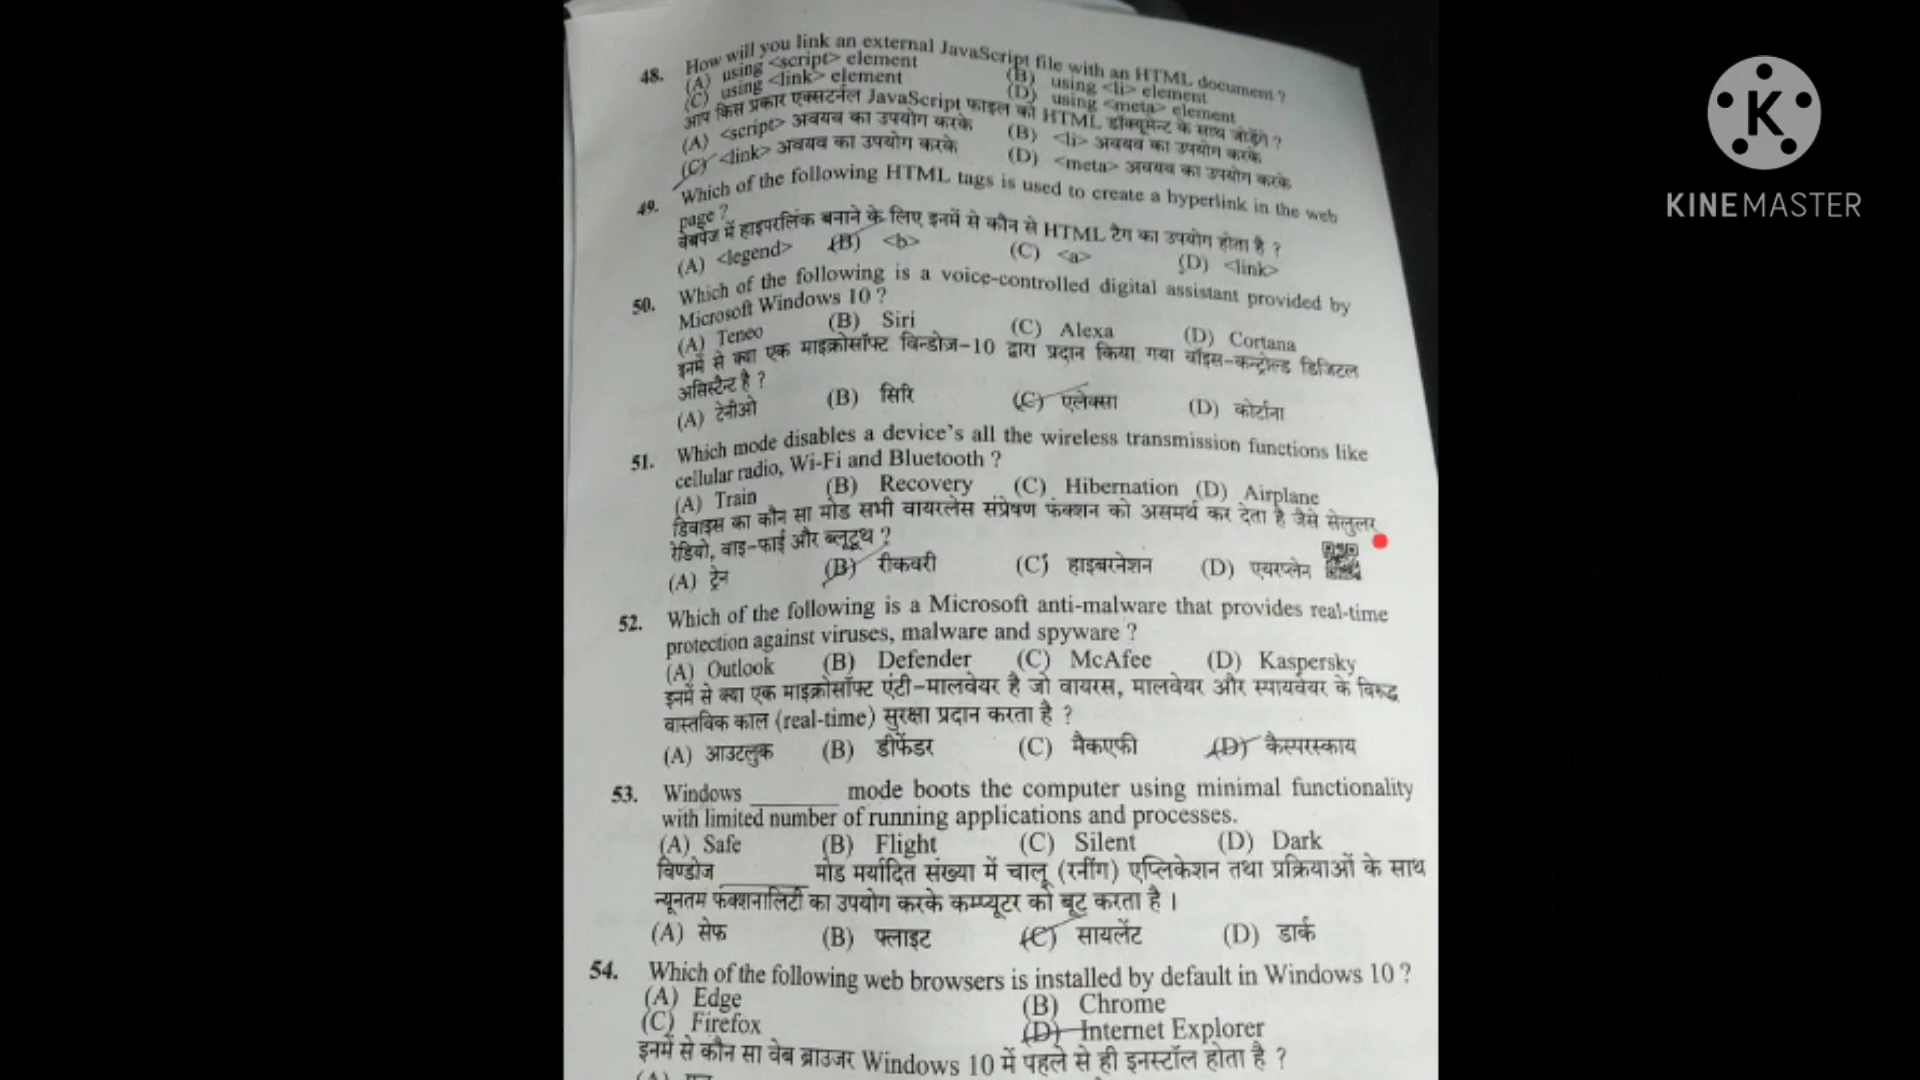 48. How will you link an external JavaScript file with an HTML document ?
(A) using <script> element (B) using <li> element
(C) using <link> element (D) using <meta> element
आप किस प्रकार एक्सटर्नल JavaScript फाइल को HTML डॉक्यूमेन्ट के साथ जोड़ेंगे ?
(A) <script> अवयव का उपयोग करके (B) <li> अवयव का उपयोग करके
(C) <link> अवयव का उपयोग करके (D) <meta> अवयव का उपयोग करके
49. Which of the following HTML tags is used to create a hyperlink in the web
page ?
वेबपेज में हाइपरलिंक बनाने के लिए इनमें से कौन से HTML टैग का उपयोग होता है ?
(A) <legend> (B) <b> (C) <a> (D) <link>
50. Which of the following is a voice-controlled digital assistant provided by
Microsoft Windows 10 ?
(A) Teneo (B) Siri (C) Alexa (D) Cortana
इनमें से क्या एक माइक्रोसॉफ्ट विन्डोज-10 द्वारा प्रदान किया गया वॉइस-कन्ट्रोल्ड डिजिटल
असिस्टैन्ट है ?
(A) टेनीओ (B) सिरि (C) एलेक्सा (D) कोर्टाना
51. Which mode disables a device's all the wireless transmission functions like
cellular radio, Wi-Fi and Bluetooth ?
(A) Train (B) Recovery (C) Hibernation (D) Airplane
डिवाइस का कौन सा मोड सभी वायरलेस संप्रेषण फंक्शन को असमर्थ कर देता है जैसे सेलुलर
रेडियो, वाइ-फाई और ब्लूटूथ ?
(A) ट्रेन (B) रीकवरी (C) हाइबरनेशन (D) एयरप्लेन
52. Which of the following is a Microsoft anti-malware that provides real-time
protection against viruses, malware and spyware ?
(A) Outlook (B) Defender (C) McAfee (D) Kaspersky
इनमें से क्या एक माइक्रोसॉफ्ट एंटी-मालवेयर है जो वायरस, मालवेयर और स्पायवेयर के विरुद्ध
वास्तविक काल (real-time) सुरक्षा प्रदान करता है ?
(A) आउटलुक (B) डीफेंडर (C) मैकएफी (D) कैस्परस्काय
53. Windows ________ mode boots the computer using minimal functionality
with limited number of running applications and processes.
(A) Safe (B) Flight (C) Silent (D) Dark
विण्डोज ________ मोड मर्यादित संख्या में चालू (रनींग) एप्लिकेशन तथा प्रक्रियाओं के साथ
न्यूनतम फंक्शनालिटी का उपयोग करके कम्प्यूटर को बूट करता है ।
(A) सेफ (B) फ्लाइट (C) सायलेंट (D) डार्क
54. Which of the following web browsers is installed by default in Windows 10 ?
(A) Edge (B) Chrome
(C) Firefox (D) Internet Explorer
इनमें से कौन सा वेब ब्राउजर Windows 10 में पहले से ही इनस्टॉल होता है ?
K
KINEMASTER